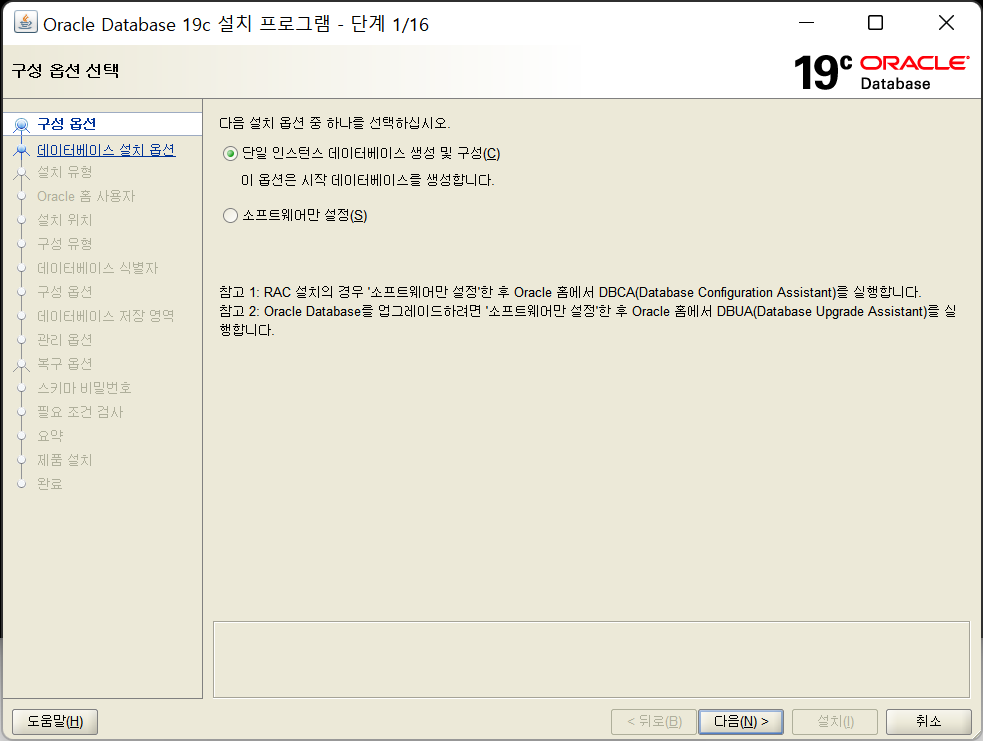 Oracle Database 19c 설치 프로그램 - 단계 1/16
구성 옵션 선택
19c ORACLE
Database
구성 옵션
데이터베이스 설치 옵션
설치 유형
Oracle 홈 사용자
설치 위치
구성 유형
데이터베이스 식별자
구성 옵션
데이터베이스 저장 영역
관리 옵션
복구 옵션
스키마 비밀번호
필요 조건 검사
요약
제품 설치
완료
다음 설치 옵션 중 하나를 선택하십시오.
단일 인스턴스 데이터베이스 생성 및 구성(C)
이 옵션은 시작 데이터베이스를 생성합니다.
소프트웨어만 설정(S)
참고 1: RAC 설치의 경우 '소프트웨어만 설정'한 후 Oracle 홈에서 DBCA(Database Configuration Assistant)를 실행합니다.
참고 2: Oracle Database를 업그레이드하려면 '소프트웨어만 설정'한 후 Oracle 홈에서 DBUA(Database Upgrade Assistant)를 실
행합니다.
도움말(H)
< 뒤로(B)
다음(N) >
설치(I)
취소